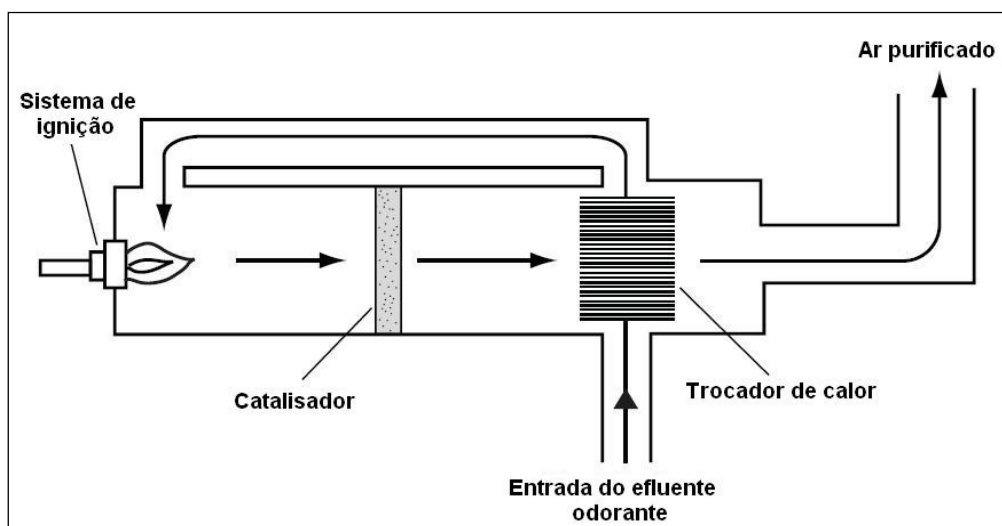 Ar purificado
Sistema de
ignição
Catalisador
Trocador de calor
Entrada do efluente
odorante